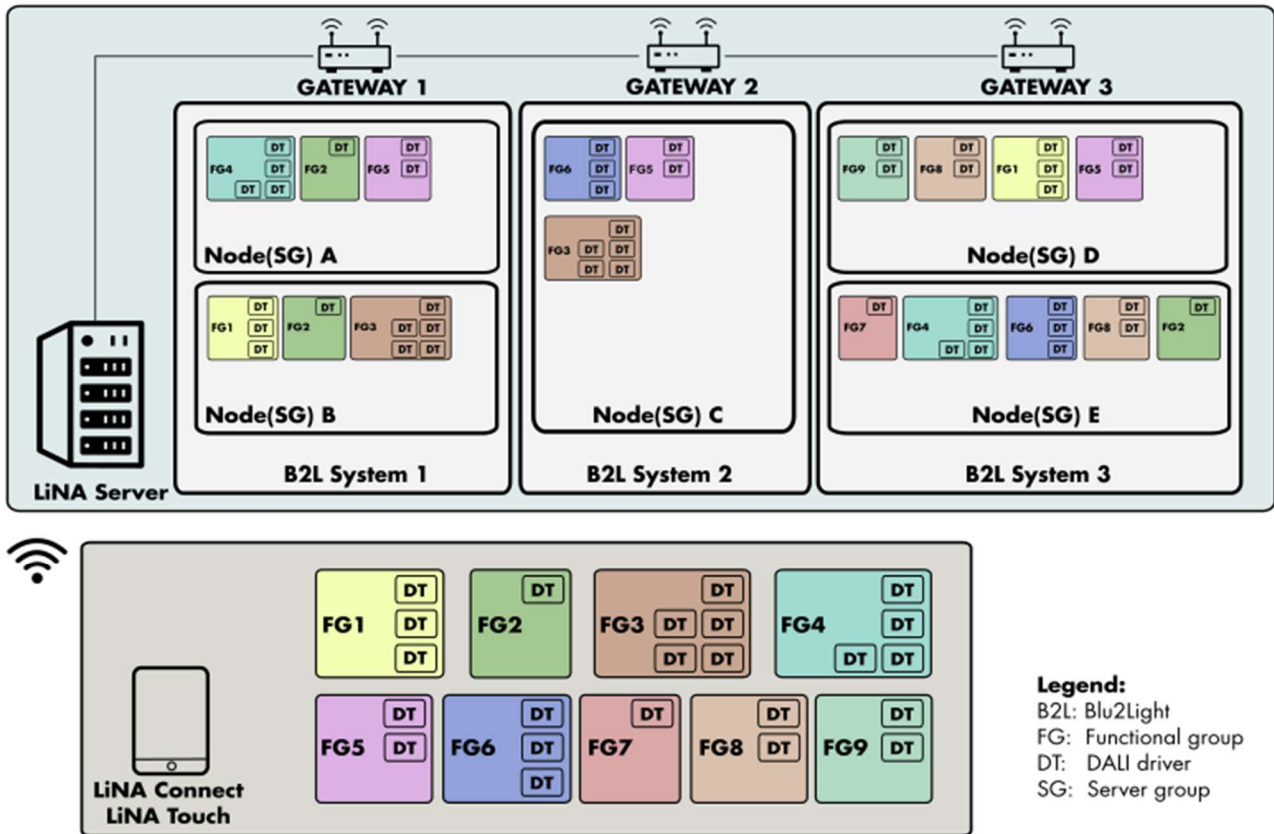 GATEWAY 1
GATEWAY 2
GATEWAY 3
DT
DT
DT
FG4
DT
FG2
FG5
DT
DT
DT
Node(SG) A
DT
DT
DT
FG1
DT
FG2
FG3
DT
DT
DT
DT
DT
Node(SG) B
B2L System 1
DT
DT
FG6
DT
FG5
DT
DT
DT
FG3
DT
DT
DT
DT
Node(SG) C
B2L System 2
DT
DT
DT
DT
FG9
DT
FG8
DT
FG1
DT
FG5
DT
DT
Node(SG) D
DT
DT
DT
DT
DT
FG7
FG4
DT
FG6
DT
FG8
DT
FG2
DT
DT
DT
Node(SG) E
B2L System 3
LiNA Server
DT
DT
DT
DT
FG1
DT
FG2
FG3
DT
DT
FG4
DT
DT
DT
DT
DT
DT
DT
DT
DT
DT
DT
FG5
DT
FG6
DT
FG7
FG8
DT
FG9
DT
DT
LiNA Connect
LiNA Touch
Legend:
B2L: Blu2Light
FG: Functional group
DT: DALI driver
SG: Server group